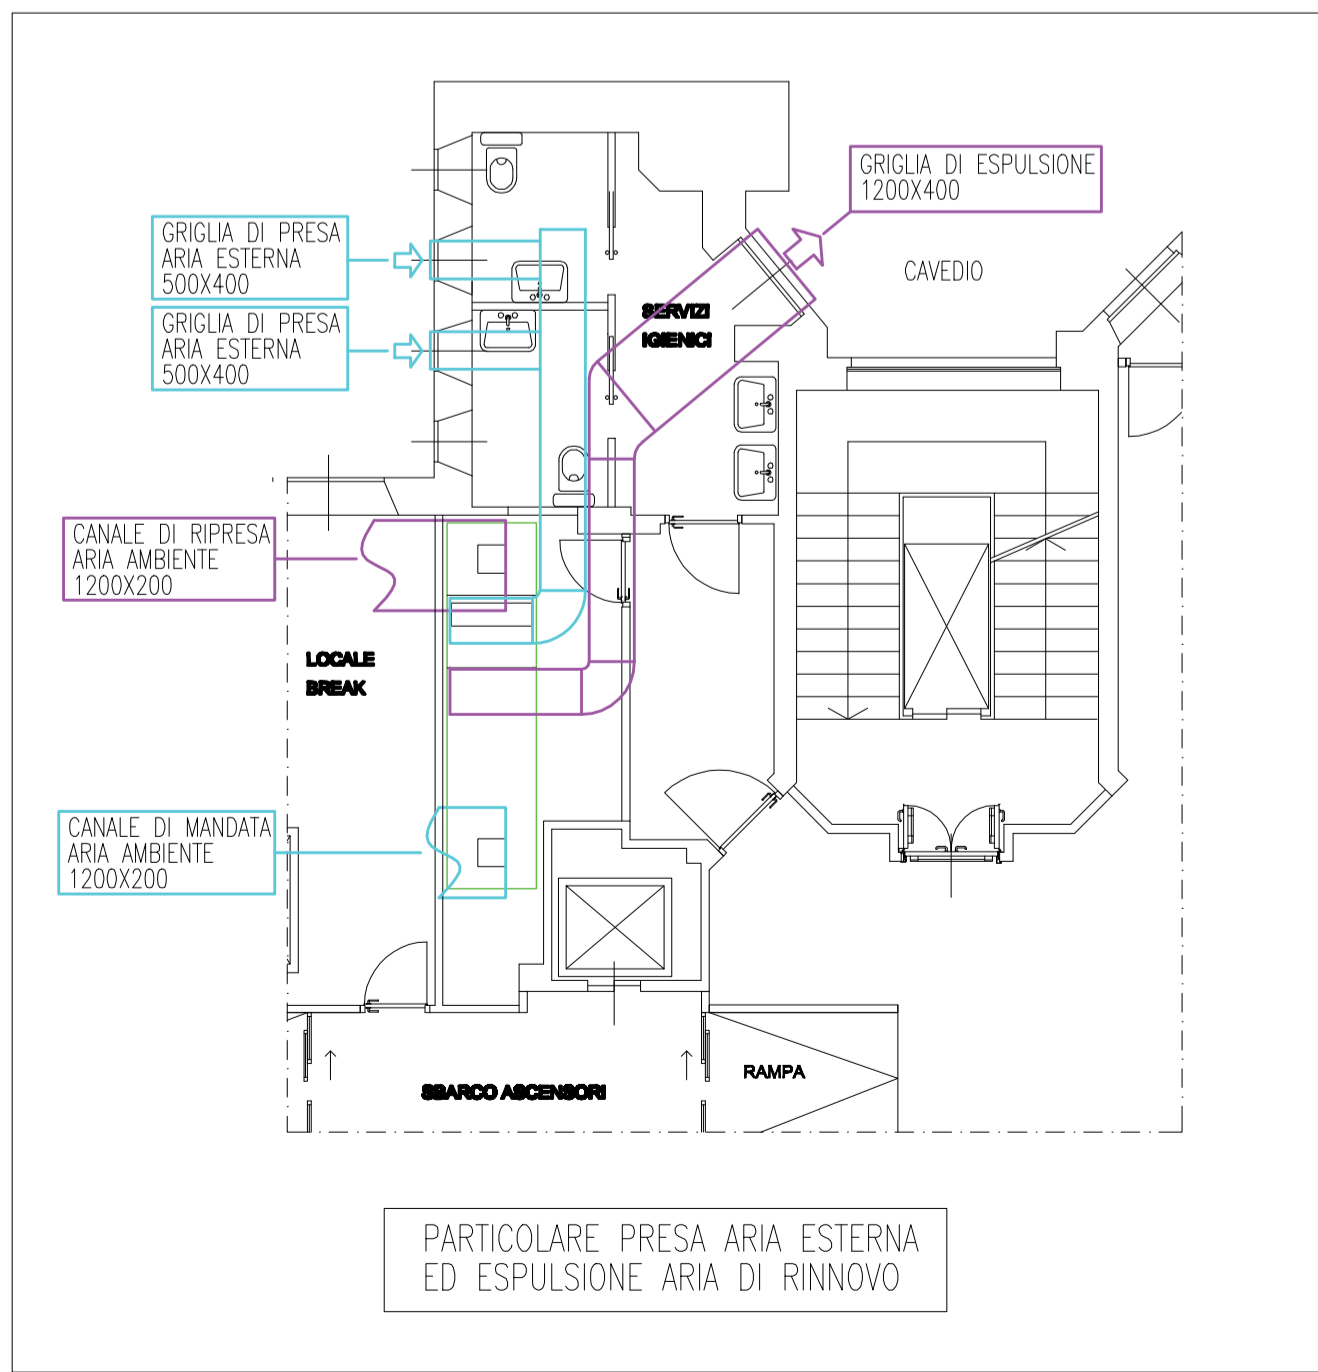 GRIGLIA DI ESPULSIONE
1200X400
GRIGLIA DI PRESA
ARIA ESTERNA
500X400
CAVEDIO
GRIGLIA DI PRESA
ARIA ESTERNA
500X400
SERVIZI
IGIENICI
CANALE DI RIPRESA
ARIA AMBIENTE
1200X200
LOCALE
BREAK
CANALE DI MANDATA
ARIA AMBIENTE
1200X200
RAMPA
SBARCO ASCENSORI
PARTICOLARE PRESA ARIA ESTERNA
ED ESPULSIONE ARIA DI RINNOVO